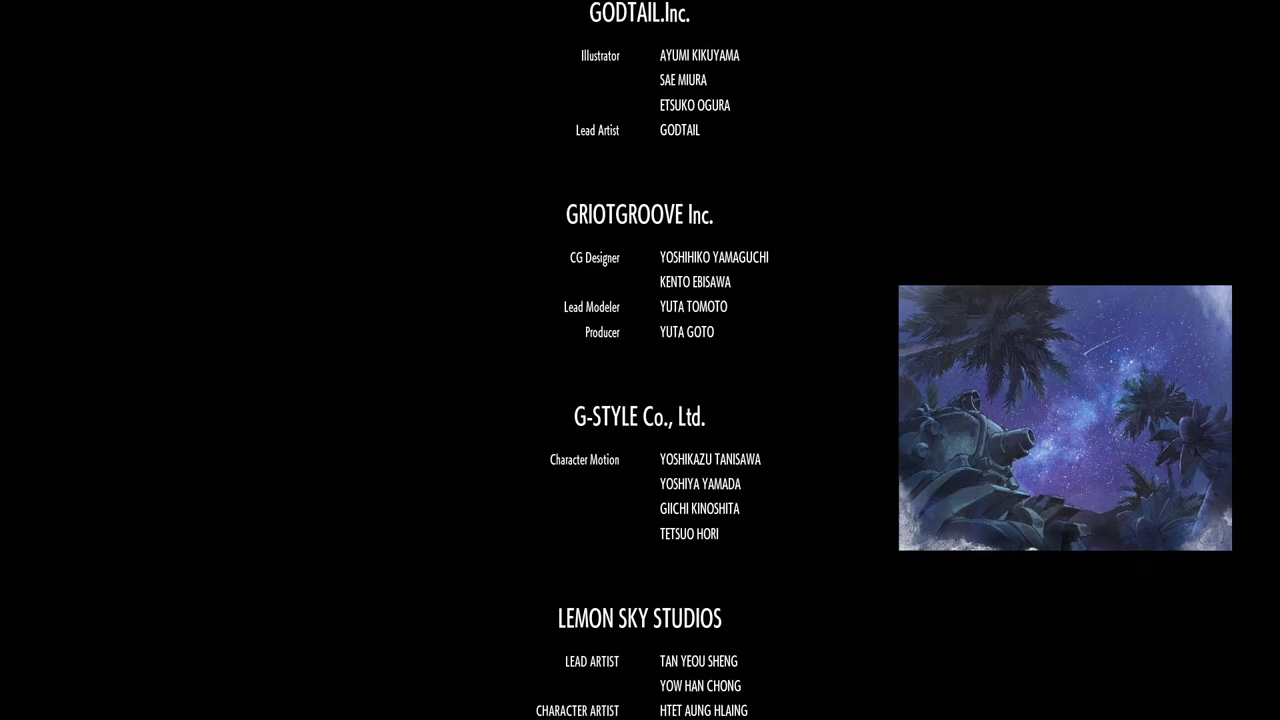 GODTAIL.Inc.
Illustrator AYUMI KIKUYAMA
SAE MIURA
ETSUKO OGURA
Lead Artist GODTAIL
GRIOTGROOVE Inc.
CG Designer YOSHIHIKO YAMAGUCHI
KENTO EBISAWA
Lead Modeler YUTA TOMOTO
Producer YUTA GOTO
G-STYLE Co., Ltd.
Character Motion YOSHIKAZU TANISAWA
YOSHIYA YAMADA
GIICHI KINOSHITA
TETSUO HORI
LEMON SKY STUDIOS
LEAD ARTIST TAN YEOU SHENG
YOW HAN CHONG
CHARACTER ARTIST HTET AUNG HLAING